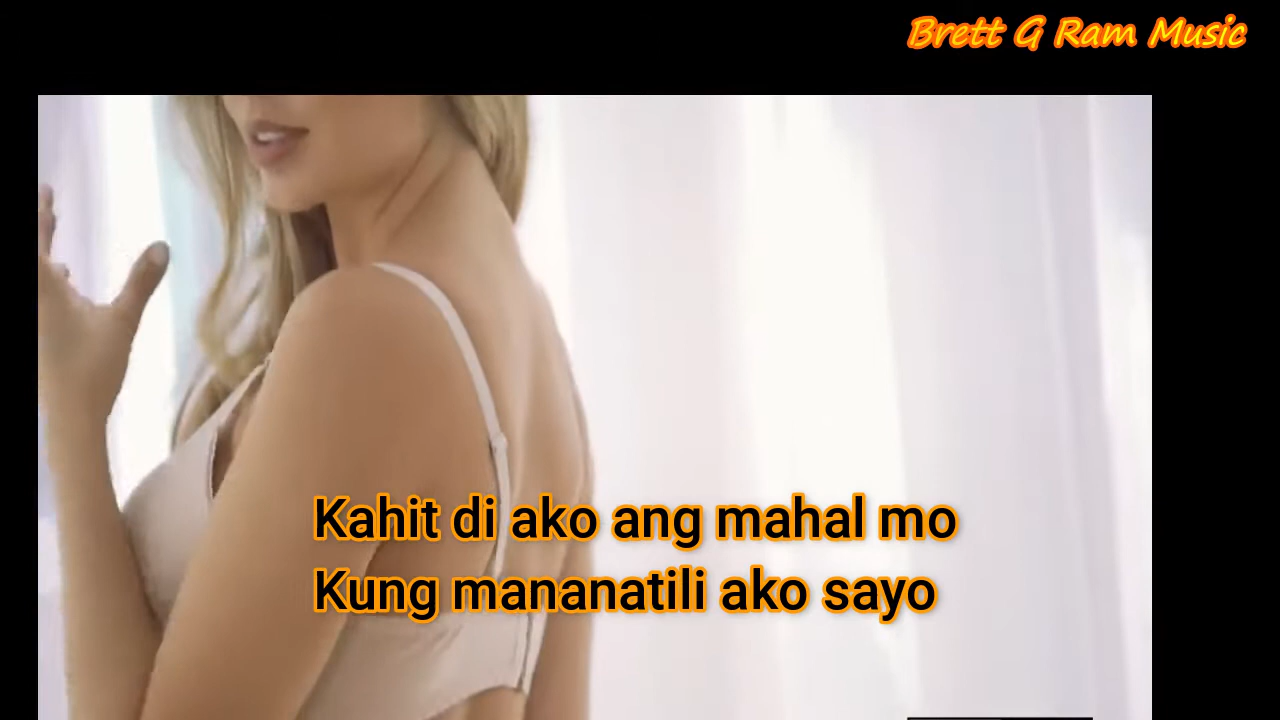 Brett G Ram Music
Kahit di ako ang mahal mo
Kung mananatili ako sayo